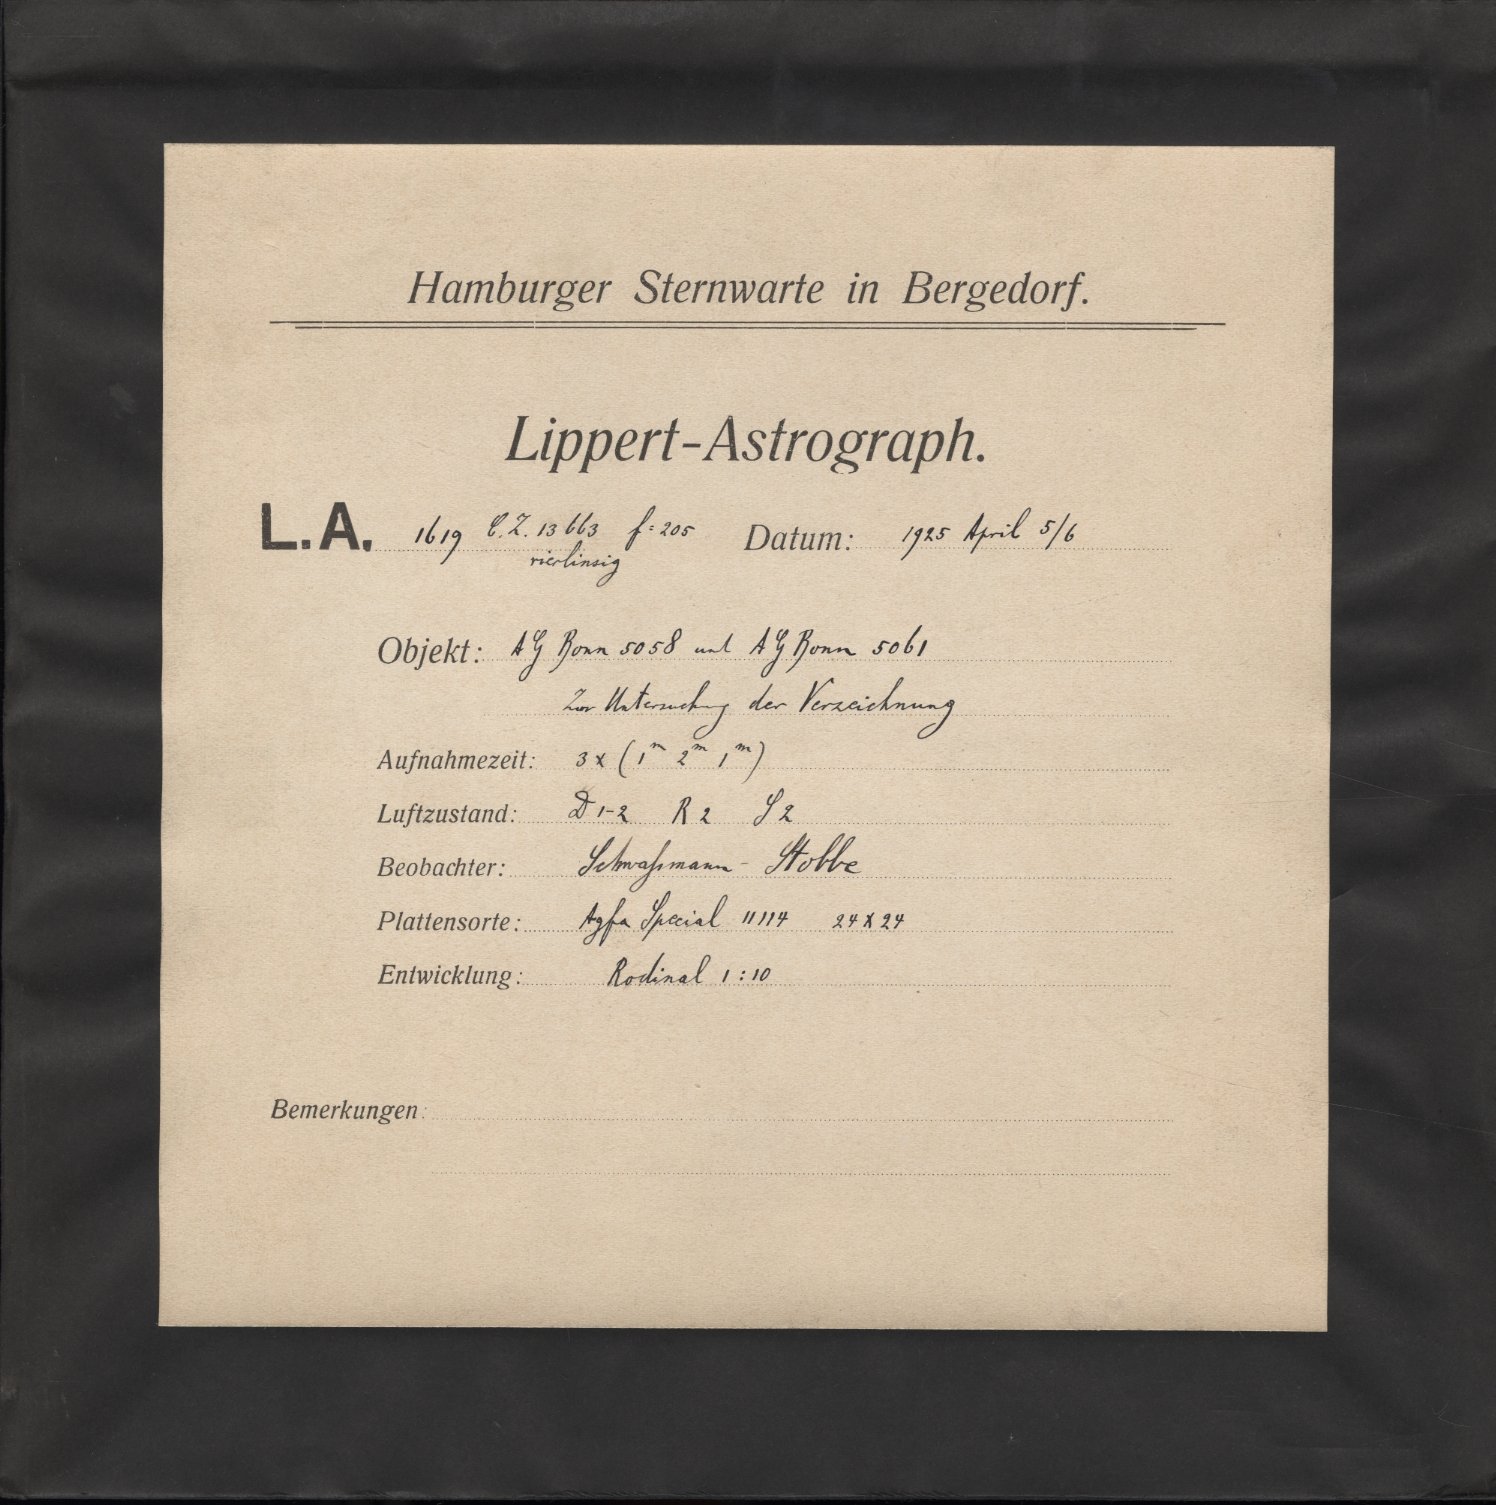 Hamburger Sternwarte in Bergedorf.
Lippert-Astrograph.
L.A. 1619 C.Z. 13663 f=205 Datum: 1925 April 5/6
vierlinsig
Objekt: AG Bonn 5058 und AG Bonn 5061
Zur Untersuchung der Verzeichnung
Aufnahmezeit: 3 x (1ᵐ 2ᵐ 1ᵐ)
Luftzustand: D 1-2 R 2 S 2
Beobachter: Schwaßmann - Stobbe
Plattensorte: Agfa Special 11114 24 x 24
Entwicklung: Rodinal 1:10
Bemerkungen: